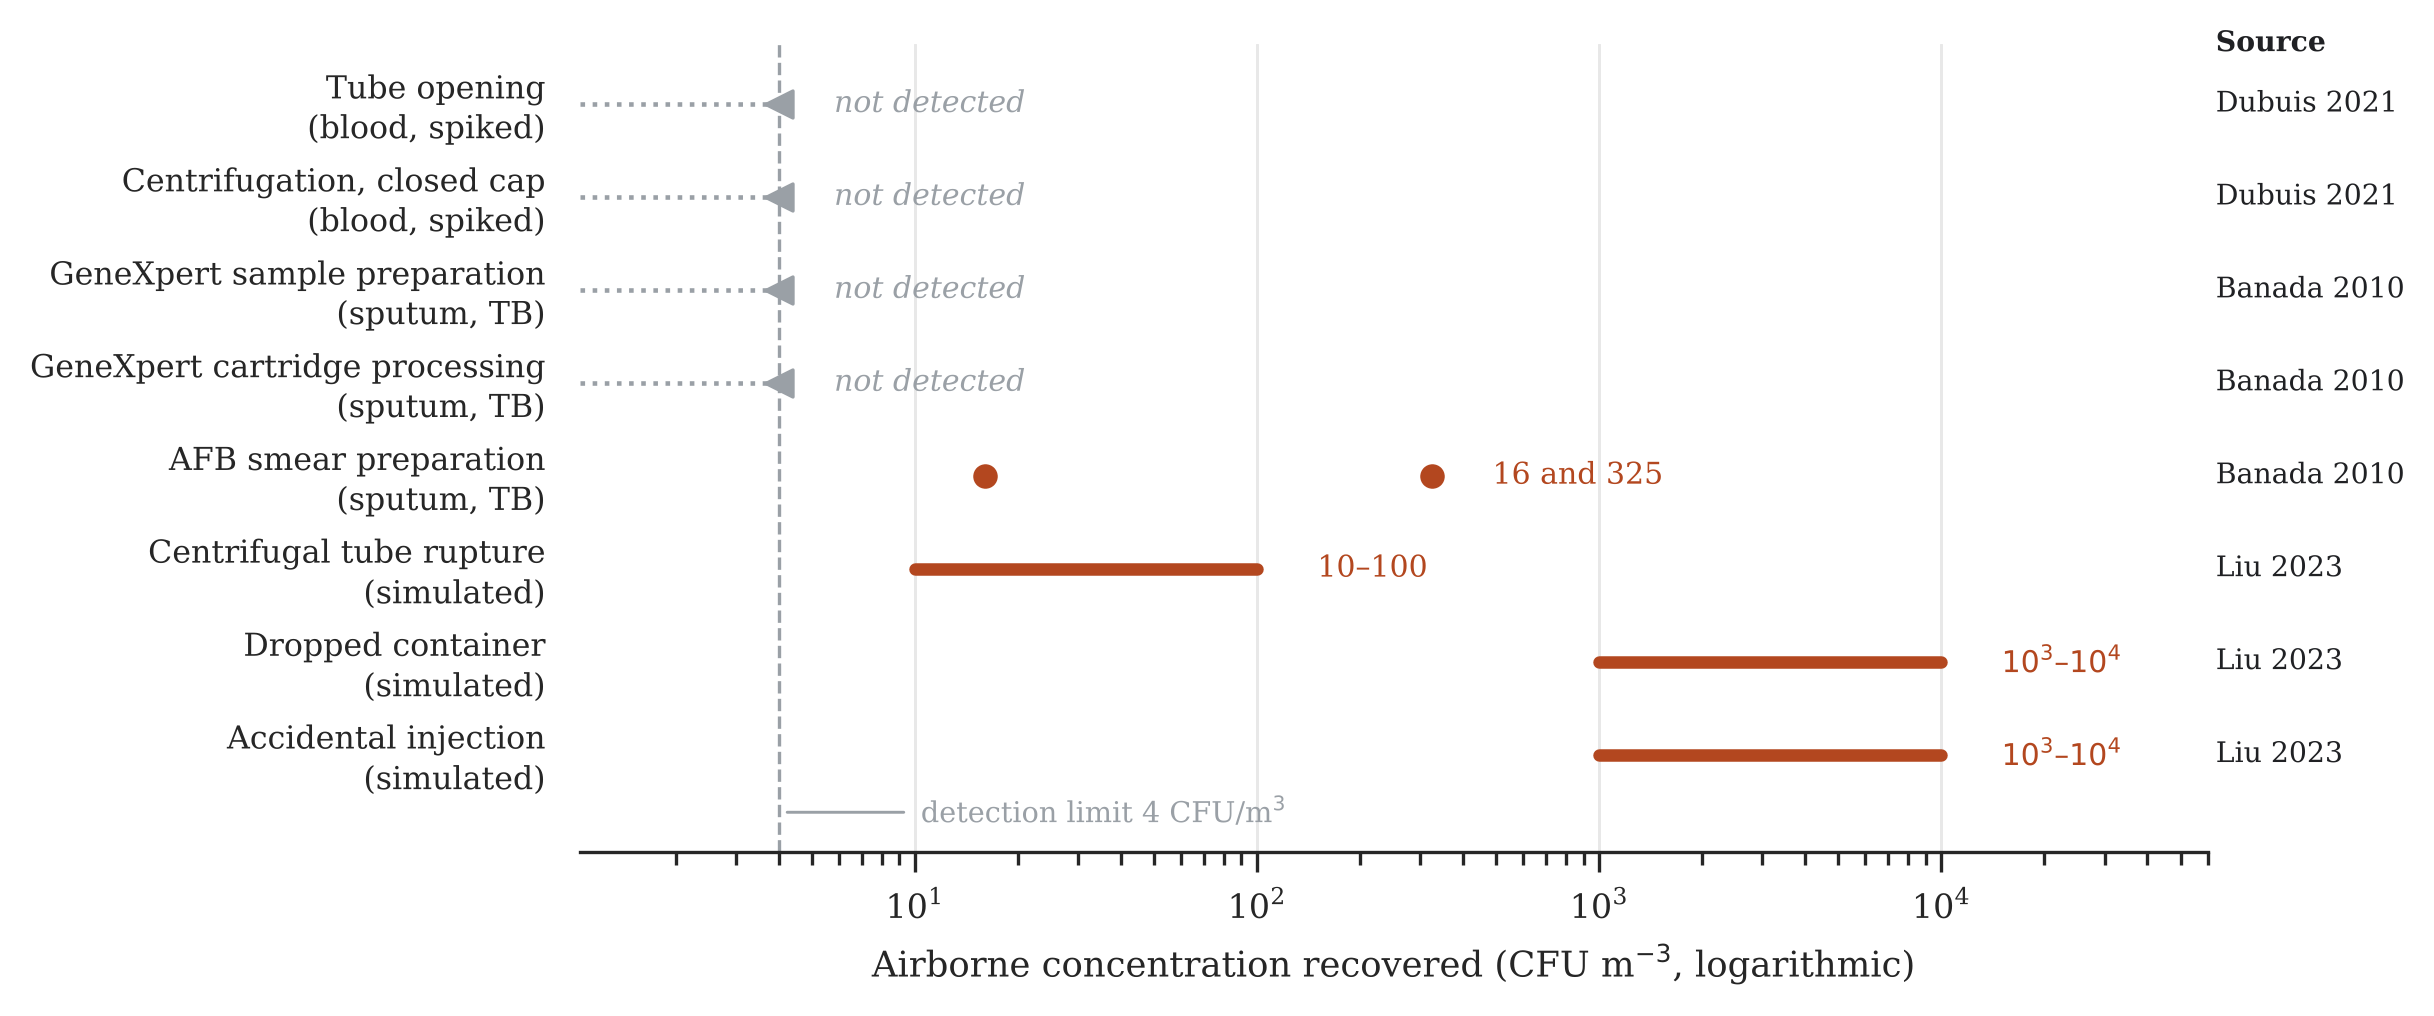 Source
Tube opening
(blood, spiked)
not detected
Dubuis 2021
Centrifugation, closed cap
(blood, spiked)
not detected
Dubuis 2021
GeneXpert sample preparation
(sputum, TB)
not detected
Banada 2010
GeneXpert cartridge processing
(sputum, TB)
not detected
Banada 2010
AFB smear preparation
(sputum, TB)
16 and 325
Banada 2010
Centrifugal tube rupture
(simulated)
10–100
Liu 2023
Dropped container
(simulated)
10³–10⁴
Liu 2023
Accidental injection
(simulated)
10³–10⁴
Liu 2023
detection limit 4 CFU/m³
10¹ 10² 10³ 10⁴
Airborne concentration recovered (CFU m⁻³, logarithmic)